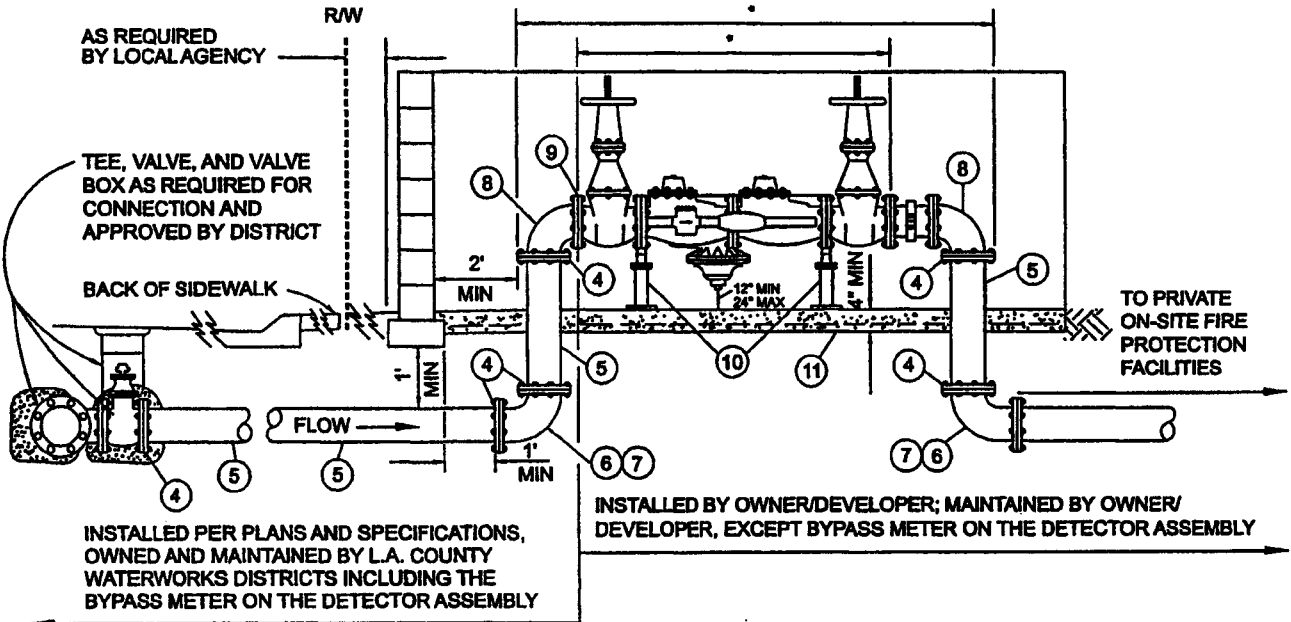 R/W
*
*
AS REQUIRED
BY LOCAL AGENCY
TEE, VALVE, AND VALVE
BOX AS REQUIRED FOR
CONNECTION AND
APPROVED BY DISTRICT
BACK OF SIDEWALK
9
8
8
2'
MIN
4
12" MIN
24" MAX
4" MIN
4
5
TO PRIVATE
ON-SITE FIRE
PROTECTION
FACILITIES
1'
MIN
4
5
10
11
4
FLOW
1'
MIN
4
5
5
6 7
7 6
INSTALLED PER PLANS AND SPECIFICATIONS,
OWNED AND MAINTAINED BY L.A. COUNTY
WATERWORKS DISTRICTS INCLUDING THE
BYPASS METER ON THE DETECTOR ASSEMBLY
INSTALLED BY OWNER/DEVELOPER; MAINTAINED BY OWNER/
DEVELOPER, EXCEPT BYPASS METER ON THE DETECTOR ASSEMBLY